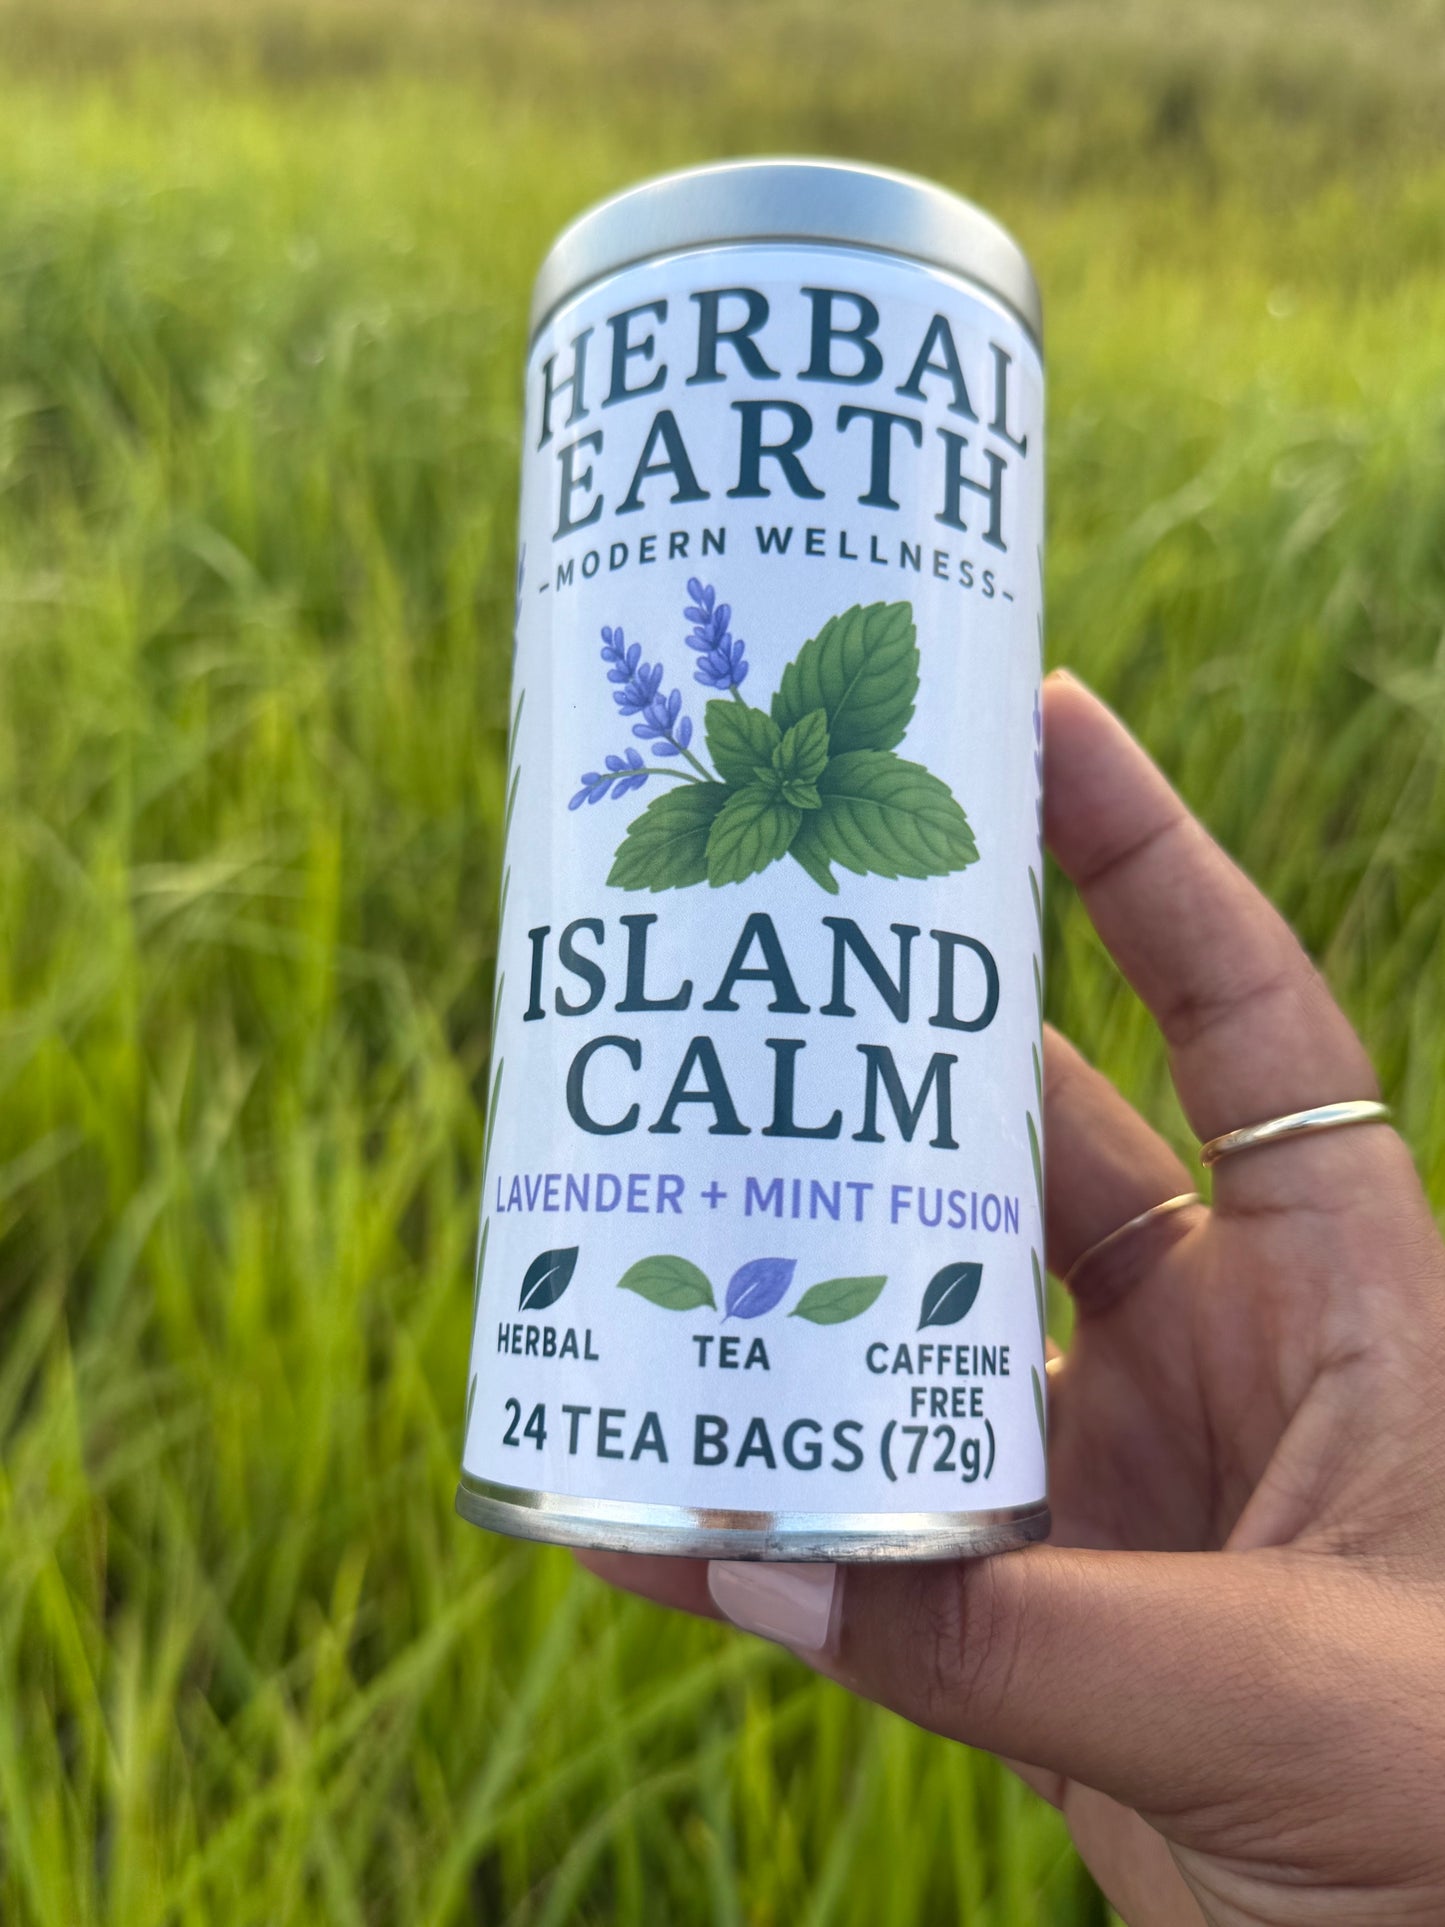 HERBAL
EARTH
-MODERN WELLNESS-
ISLAND
CALM
LAVENDER + MINT FUSION
HERBAL
TEA
CAFFEINE
FREE
24 TEA BAGS (72g)